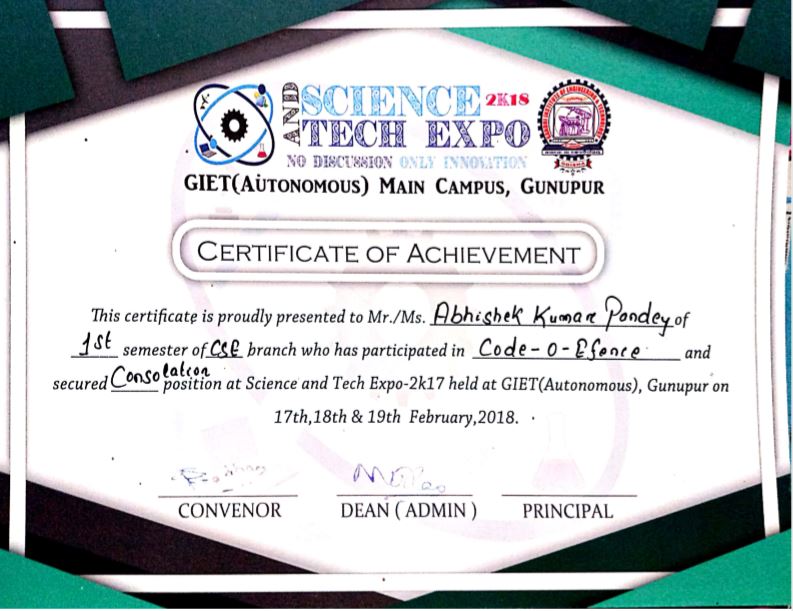 SCIENCE 2K18
AND
TECH EXPO
NO DISCUSSION ONLY INNOVATION
GIET(AUTONOMOUS) MAIN CAMPUS, GUNUPUR
CERTIFICATE OF ACHIEVEMENT
This certificate is proudly presented to Mr./Ms. Abhishek Kumar Pandey of
1st semester of CSE branch who has participated in Code-O-Efence and
secured Consolation position at Science and Tech Expo-2k17 held at GIET(Autonomous), Gunupur on
17th,18th & 19th February,2018.
CONVENOR DEAN ( ADMIN ) PRINCIPAL